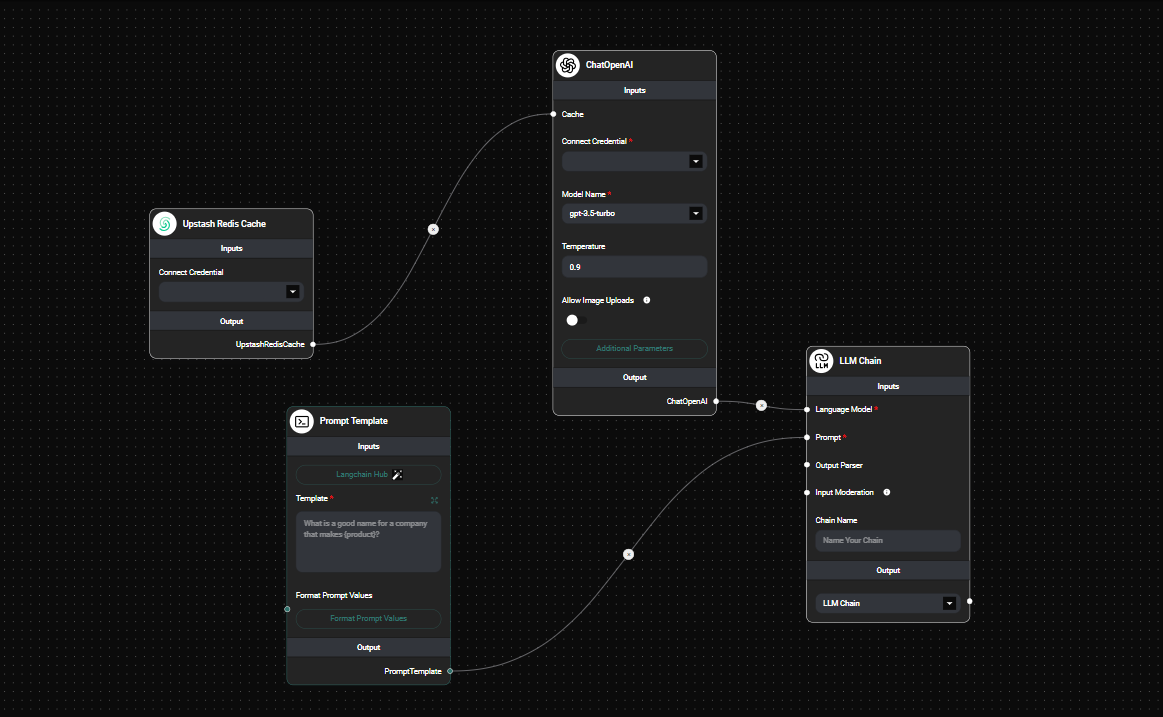 ChatOpenAI
Inputs
Cache
Connect Credential *
Model Name *
gpt-3.5-turbo
Temperature
0.9
Allow Image Uploads
Additional Parameters
Output
ChatOpenAI
Upstash Redis Cache
Inputs
Connect Credential
Output
UpstashRedisCache
Prompt Template
Inputs
Langchain Hub
Template *
What is a good name for a company
that makes {product}?
Format Prompt Values
Format Prompt Values
Output
PromptTemplate
LLM
LLM Chain
Inputs
Language Model *
Prompt *
Output Parser
Input Moderation
Chain Name
Name Your Chain
Output
LLM Chain